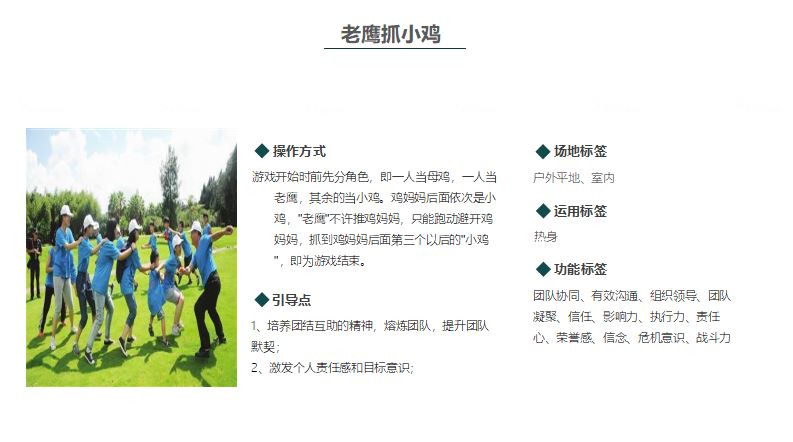 老鹰抓小鸡
操作方式
游戏开始时前先分角色，即一人当母鸡，一人当
老鹰，其余的当小鸡。鸡妈妈后面依次是小
鸡，"老鹰"不许推鸡妈妈，只能跑动避开鸡
妈妈，抓到鸡妈妈后面第三个以后的"小鸡
"，即为游戏结束。
引导点
1、培养团结互助的精神，熔炼团队，提升团队
默契；
2、激发个人责任感和目标意识；
场地标签
户外平地、室内
运用标签
热身
功能标签
团队协同、有效沟通、组织领导、团队
凝聚、信任、影响力、执行力、责任
心、荣誉感、信念、危机意识、战斗力